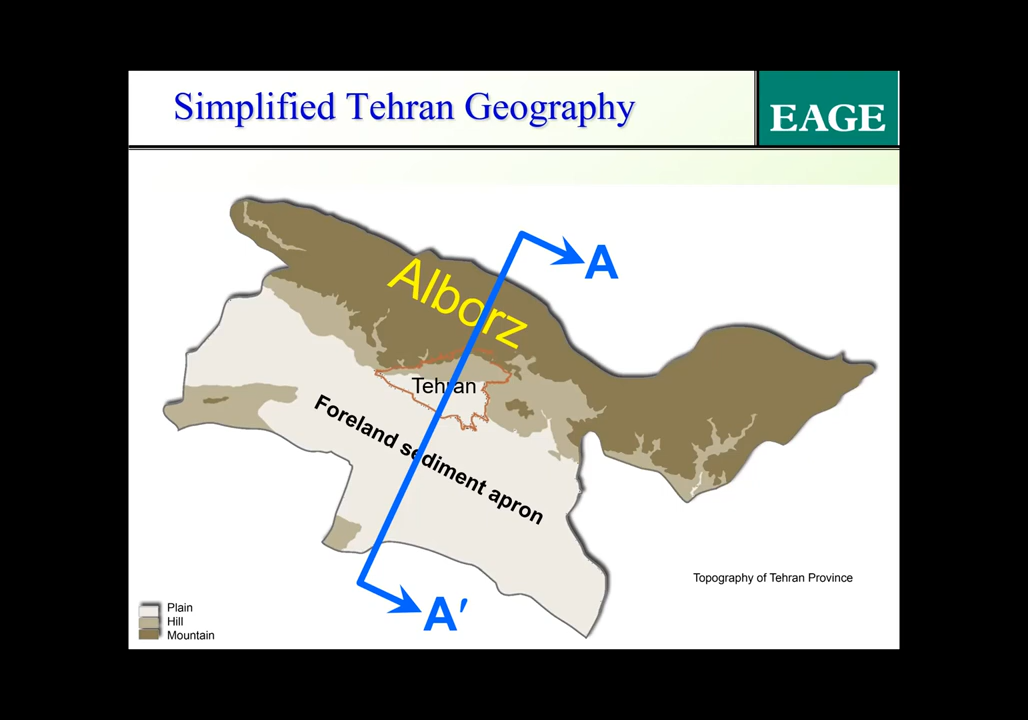 Simplified Tehran Geography
EAGE
A
Alborz
Tehran
Foreland sediment apron
Topography of Tehran Province
A′
Plain
Hill
Mountain